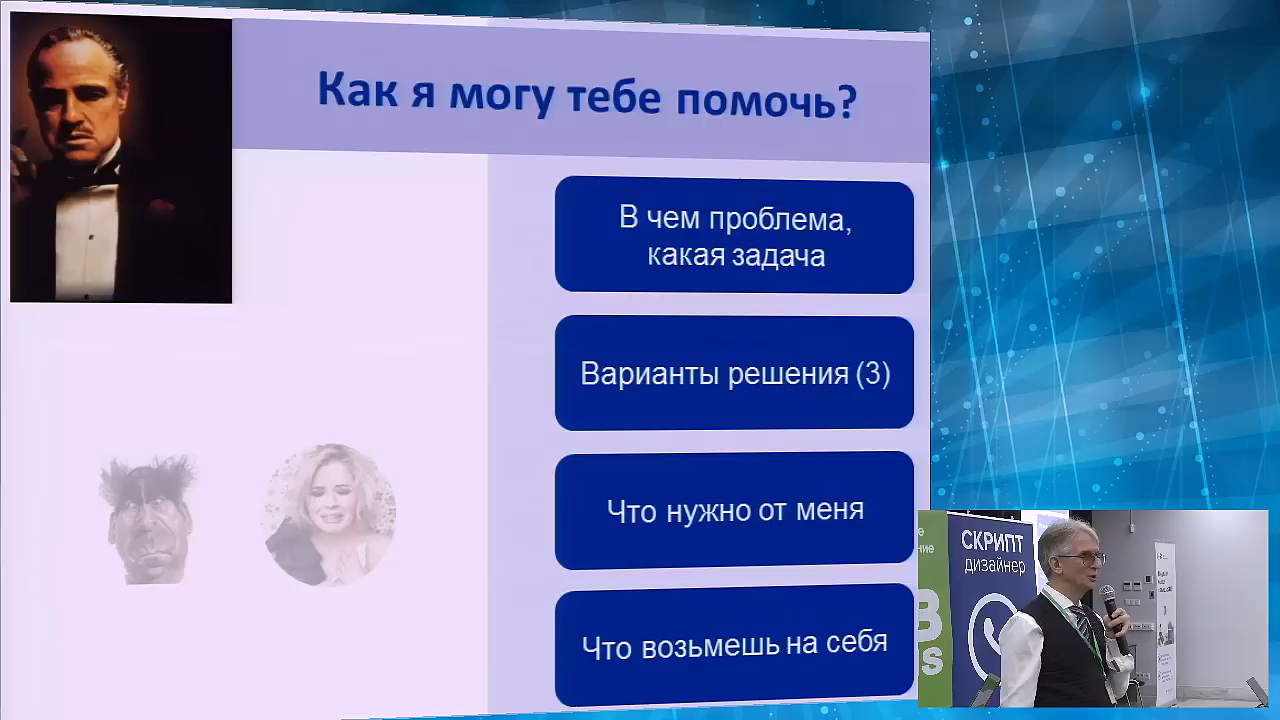 Как я могу тебе помочь?
В чем проблема,
какая задача
Варианты решения (3)
Что нужно от меня
Что возьмешь на себя
СКРИПТ
дизайнер